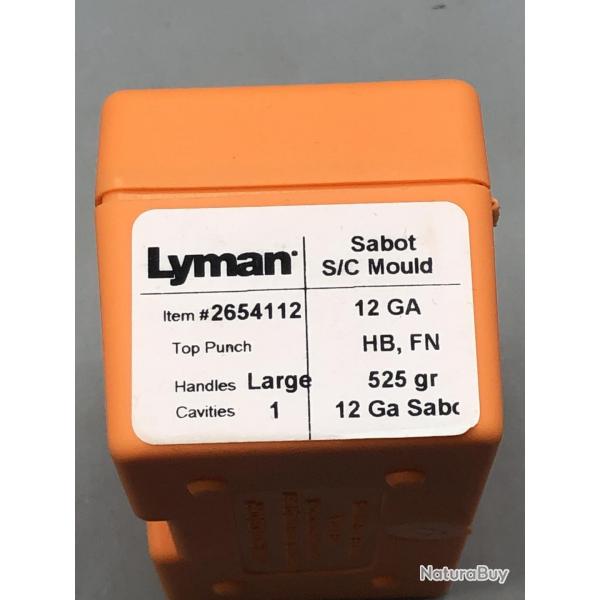 Lyman
Sabot
S/C Mould
Item #2654112
12 GA
Top Punch
HB, FN
Handles Large
525 gr
Cavities 1
12 Ga Sabo
NaturaBuy